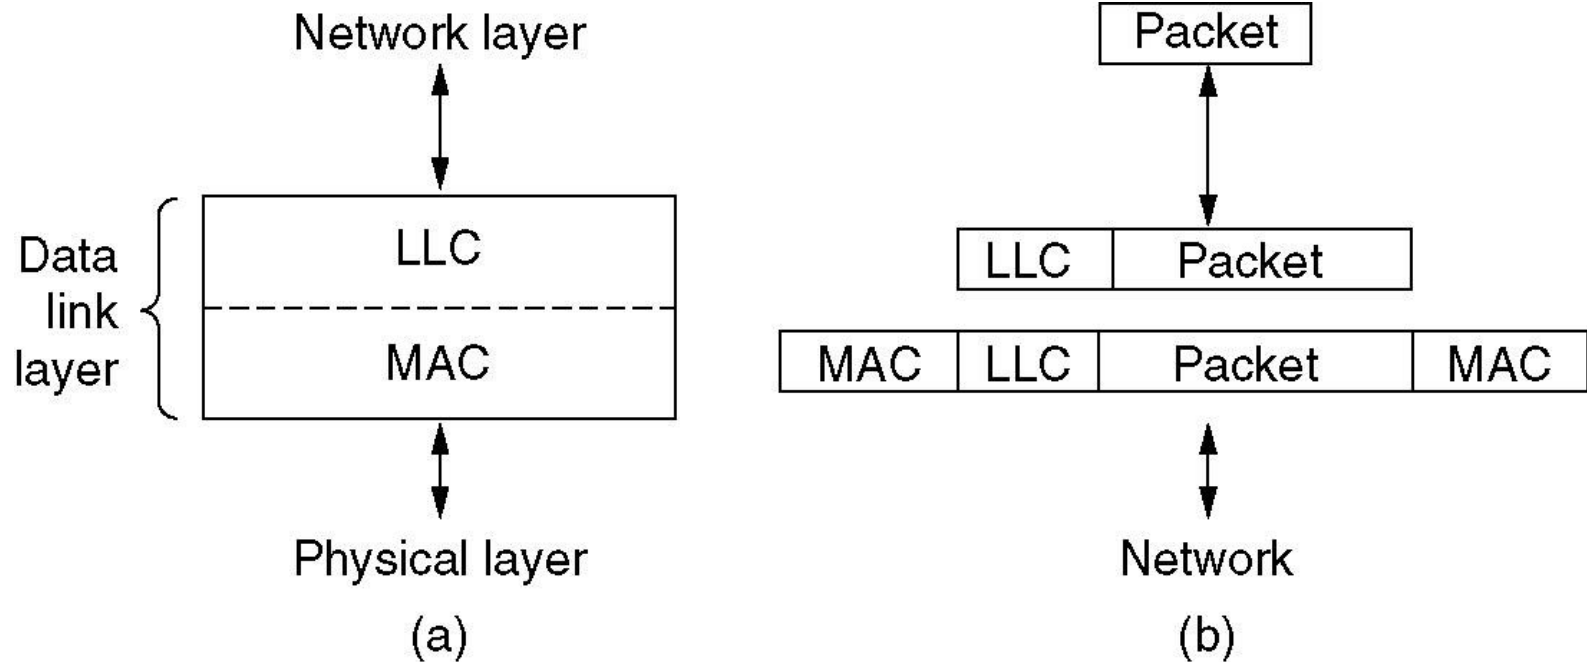 Network layer
LLC
Data
link
layer
MAC
Physical layer
(a)
Packet
LLC Packet
MAC LLC Packet MAC
Network
(b)